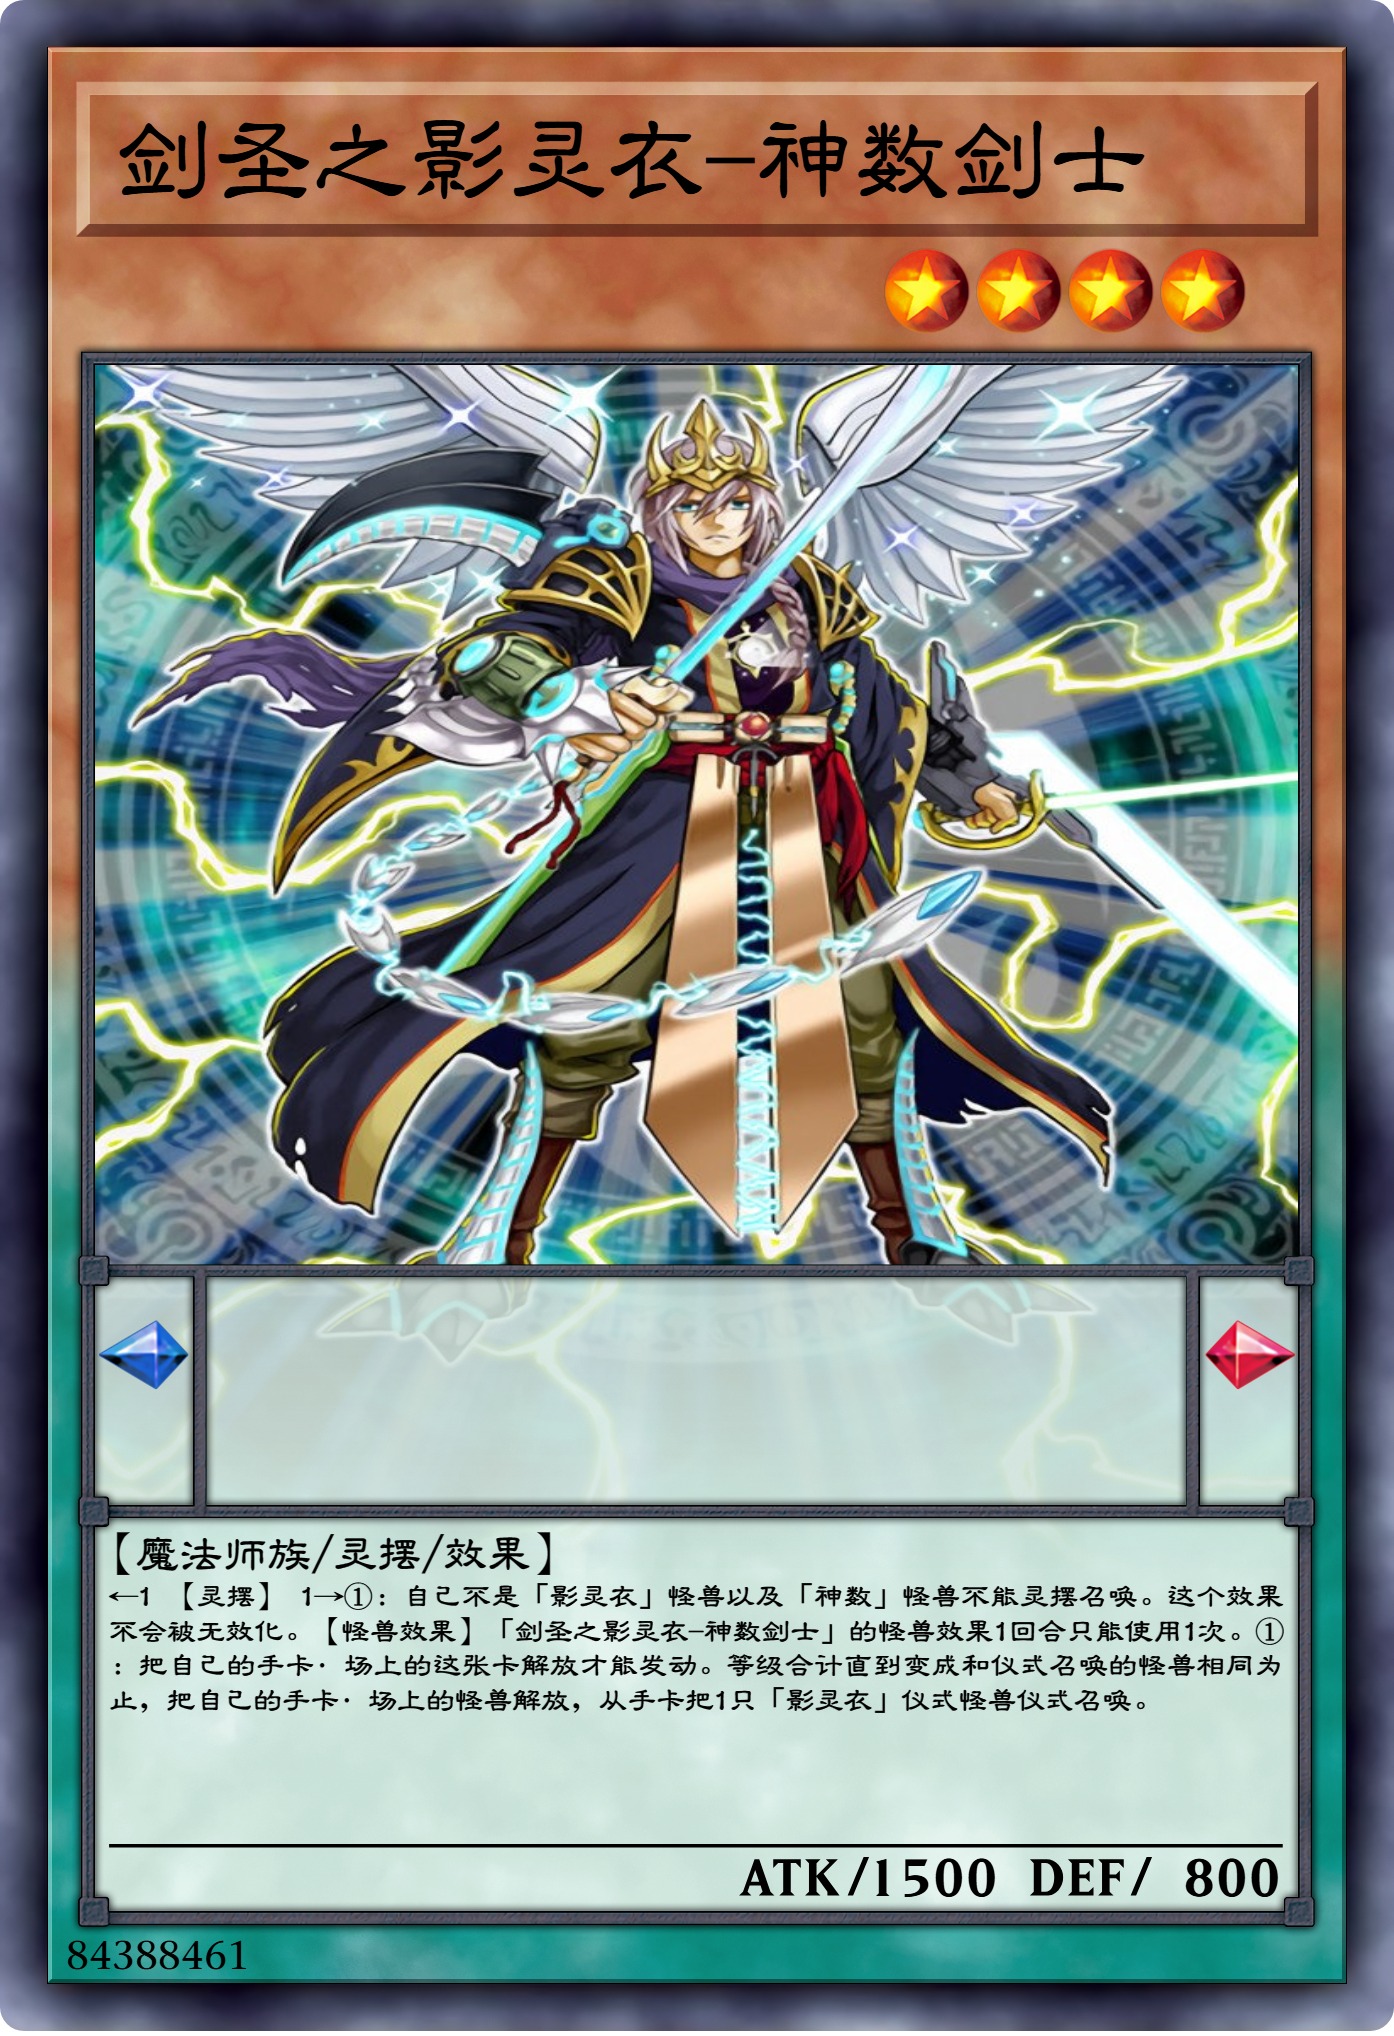 剑圣之影灵衣-神数剑士
【魔法师族/灵摆/效果】
←1 【灵摆】 1→①：自己不是「影灵衣」怪兽以及「神数」怪兽不能灵摆召唤。这个效果
不会被无效化。【怪兽效果】「剑圣之影灵衣-神数剑士」的怪兽效果1回合只能使用1次。①
：把自己的手卡·场上的这张卡解放才能发动。等级合计直到变成和仪式召唤的怪兽相同为
止，把自己的手卡·场上的怪兽解放，从手卡把1只「影灵衣」仪式怪兽仪式召唤。
ATK/1500 DEF/ 800
84388461